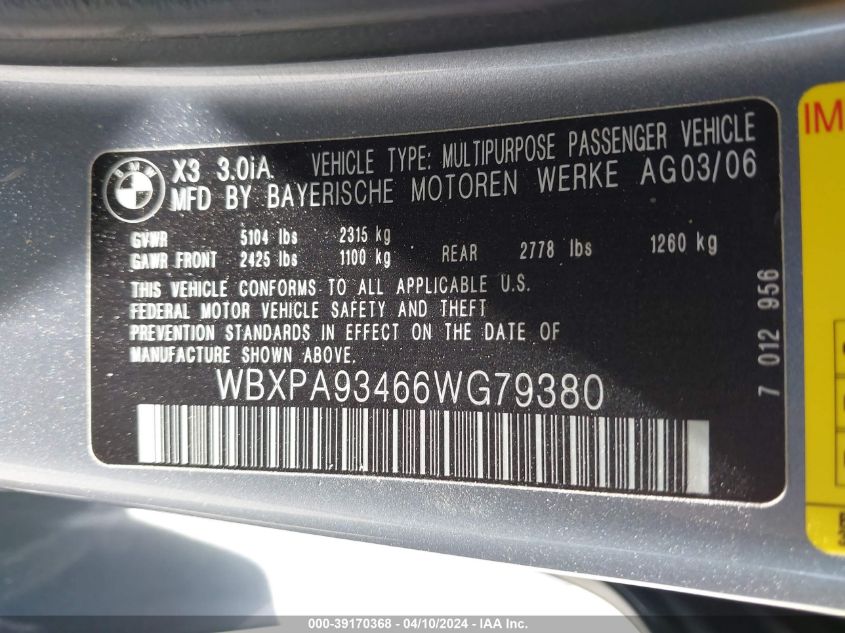 BMW
X3 3.0iA VEHICLE TYPE: MULTIPURPOSE PASSENGER VEHICLE
MFD BY BAYERISCHE MOTOREN WERKE AG03/06
GVWR 5104 lbs 2315 kg
GAWR FRONT 2425 lbs 1100 kg REAR 2778 lbs 1260 kg
THIS VEHICLE CONFORMS TO ALL APPLICABLE U.S.
FEDERAL MOTOR VEHICLE SAFETY AND THEFT
PREVENTION STANDARDS IN EFFECT ON THE DATE OF
MANUFACTURE SHOWN ABOVE.
WBXPA93466WG79380
7 012 956
IM
000-39170368 - 04/10/2024 - IAA Inc.